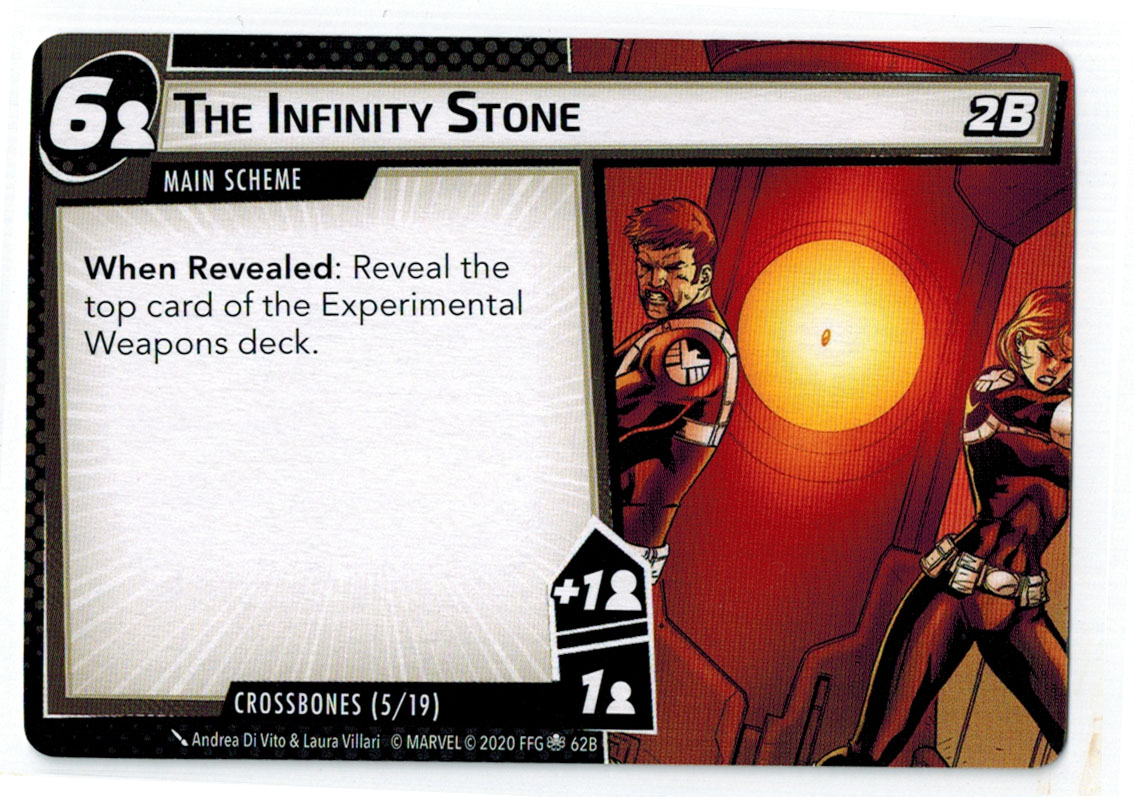 6
THE INFINITY STONE
2B
MAIN SCHEME
When Revealed: Reveal the
top card of the Experimental
Weapons deck.
+1
1
CROSSBONES (5/19)
Andrea Di Vito & Laura Villari © MARVEL © 2020 FFG 62B